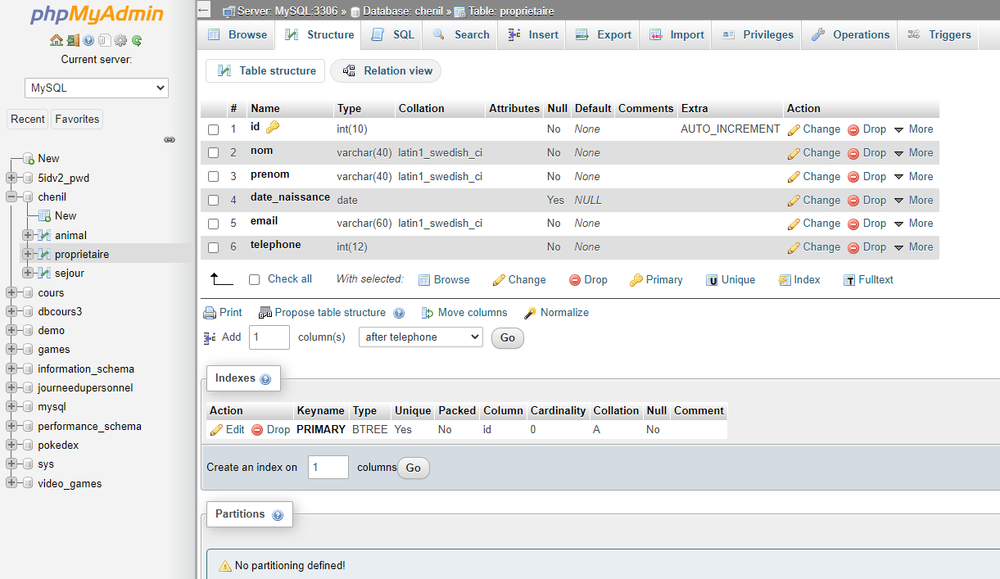 phpMyAdmin
Current server:
MySQL
Recent Favorites
New
5idv2_pwd
chenil
New
animal
proprietaire
sejour
cours
dbcours3
demo
games
information_schema
journeedupersonnel
mysql
performance_schema
pokedex
sys
video_games
Server: MySQL:3306 » Database: chenil » Table: proprietaire
Browse Structure SQL Search Insert Export Import Privileges Operations Triggers
Table structure Relation view
# Name Type Collation Attributes Null Default Comments Extra Action
1 id int(10) No None AUTO_INCREMENT Change Drop More
2 nom varchar(40) latin1_swedish_ci No None Change Drop More
3 prenom varchar(40) latin1_swedish_ci No None Change Drop More
4 date_naissance date Yes NULL Change Drop More
5 email varchar(60) latin1_swedish_ci No None Change Drop More
6 telephone int(12) No None Change Drop More
Check all With selected: Browse Change Drop Primary Unique Index Fulltext
Print Propose table structure Move columns Normalize
Add 1 column(s) after telephone Go
Indexes
Action Keyname Type Unique Packed Column Cardinality Collation Null Comment
Edit Drop PRIMARY BTREE Yes No id 0 A No
Create an index on 1 columns Go
Partitions
No partitioning defined!